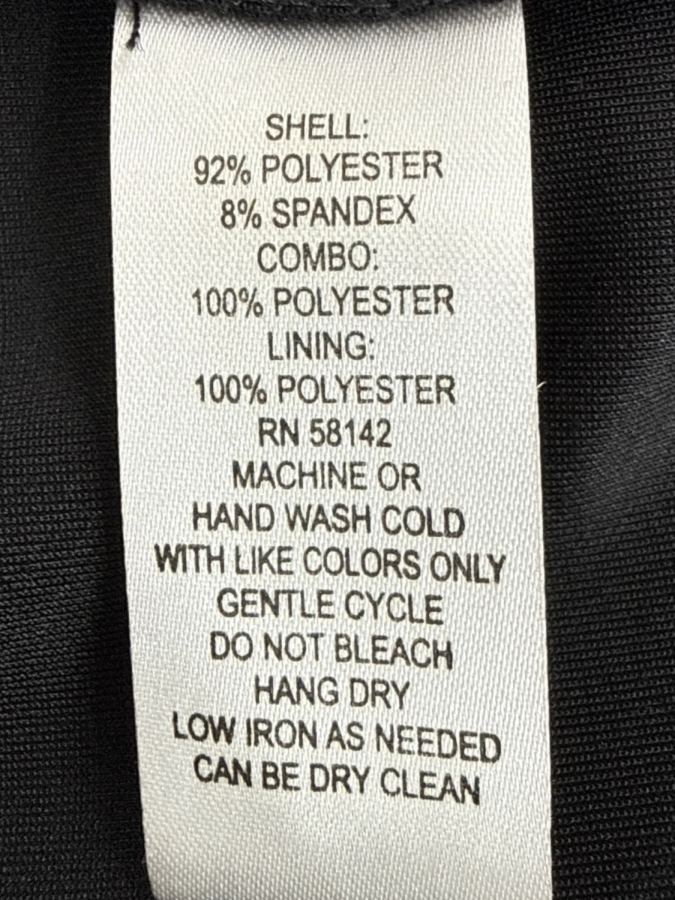 SHELL:
92% POLYESTER
8% SPANDEX
COMBO:
100% POLYESTER
LINING:
100% POLYESTER
RN 58142
MACHINE OR
HAND WASH COLD
WITH LIKE COLORS ONLY
GENTLE CYCLE
DO NOT BLEACH
HANG DRY
LOW IRON AS NEEDED
CAN BE DRY CLEAN